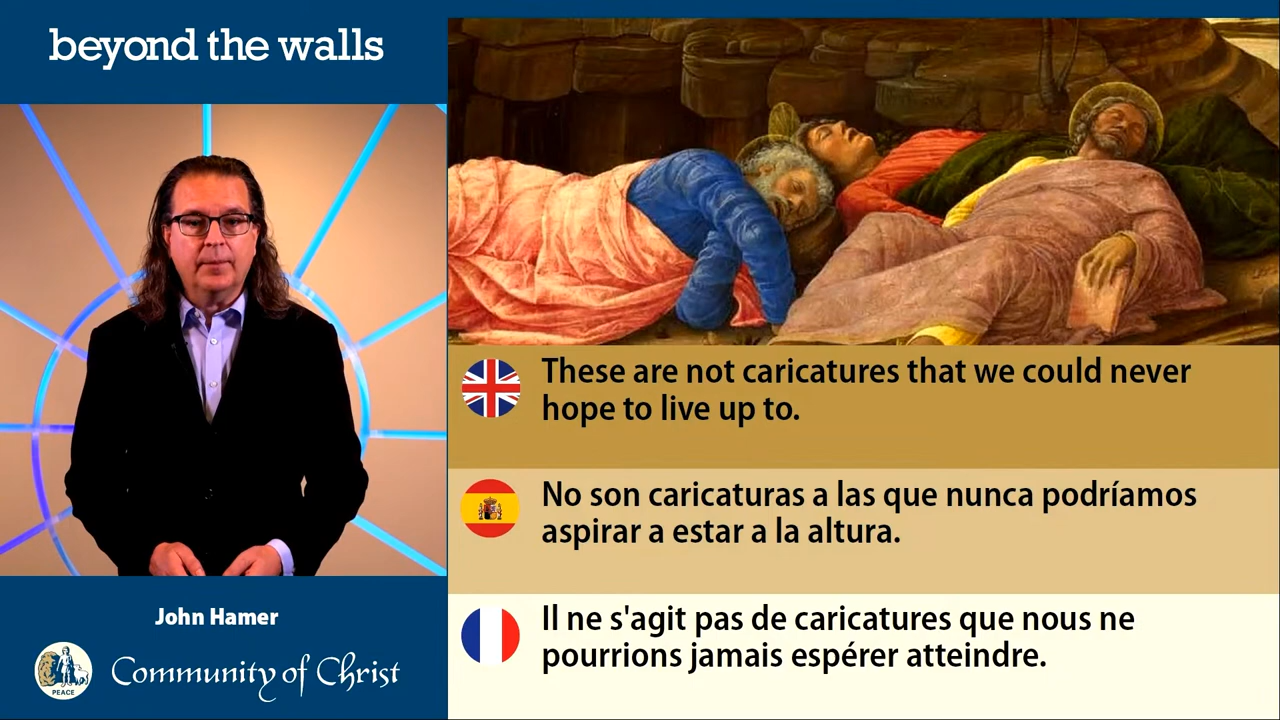 beyond the walls
These are not caricatures that we could never
hope to live up to.
No son caricaturas a las que nunca podríamos
aspirar a estar a la altura.
Il ne s'agit pas de caricatures que nous ne
pourrions jamais espérer atteindre.
John Hamer
PEACE
Community of Christ